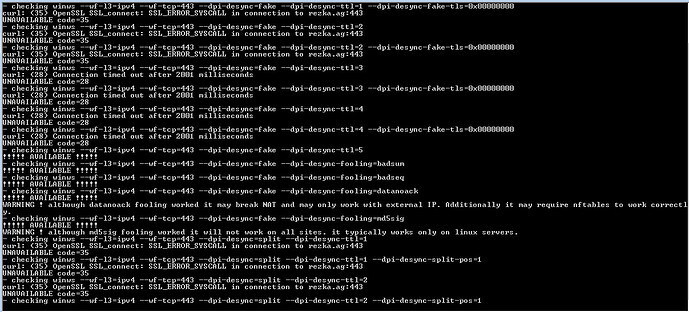 - checking winws --wf-l3=ipv4 --wf-tcp=443 --dpi-desync=fake --dpi-desync-ttl=1 --dpi-desync-fake-tls=0x00000000
curl: (35) OpenSSL SSL_connect: SSL_ERROR_SYSCALL in connection to rezka.ag:443
UNAVAILABLE code=35
- checking winws --wf-l3=ipv4 --wf-tcp=443 --dpi-desync=fake --dpi-desync-ttl=2
curl: (35) OpenSSL SSL_connect: SSL_ERROR_SYSCALL in connection to rezka.ag:443
UNAVAILABLE code=35
- checking winws --wf-l3=ipv4 --wf-tcp=443 --dpi-desync=fake --dpi-desync-ttl=2 --dpi-desync-fake-tls=0x00000000
curl: (35) OpenSSL SSL_connect: SSL_ERROR_SYSCALL in connection to rezka.ag:443
UNAVAILABLE code=35
- checking winws --wf-l3=ipv4 --wf-tcp=443 --dpi-desync=fake --dpi-desync-ttl=3
curl: (28) Connection timed out after 2001 milliseconds
UNAVAILABLE code=28
- checking winws --wf-l3=ipv4 --wf-tcp=443 --dpi-desync=fake --dpi-desync-ttl=3 --dpi-desync-fake-tls=0x00000000
curl: (28) Connection timed out after 2001 milliseconds
UNAVAILABLE code=28
- checking winws --wf-l3=ipv4 --wf-tcp=443 --dpi-desync=fake --dpi-desync-ttl=4
curl: (28) Connection timed out after 2001 milliseconds
UNAVAILABLE code=28
- checking winws --wf-l3=ipv4 --wf-tcp=443 --dpi-desync=fake --dpi-desync-ttl=4 --dpi-desync-fake-tls=0x00000000
curl: (28) Connection timed out after 2001 milliseconds
UNAVAILABLE code=28
- checking winws --wf-l3=ipv4 --wf-tcp=443 --dpi-desync=fake --dpi-desync-ttl=5
!!!!! AVAILABLE !!!!!
- checking winws --wf-l3=ipv4 --wf-tcp=443 --dpi-desync=fake --dpi-desync-fooling=badsum
!!!!! AVAILABLE !!!!!
- checking winws --wf-l3=ipv4 --wf-tcp=443 --dpi-desync=fake --dpi-desync-fooling=badseq
!!!!! AVAILABLE !!!!!
- checking winws --wf-l3=ipv4 --wf-tcp=443 --dpi-desync=fake --dpi-desync-fooling=datanoack
!!!!! AVAILABLE !!!!!
WARNING ! although datanoack fooling worked it may break NAT and may only work with external IP. Additionally it may require nftables to work correctl
y.
- checking winws --wf-l3=ipv4 --wf-tcp=443 --dpi-desync=fake --dpi-desync-fooling=md5sig
!!!!! AVAILABLE !!!!!
WARNING ! although md5sig fooling worked it will not work on all sites. it typically works only on linux servers.
- checking winws --wf-l3=ipv4 --wf-tcp=443 --dpi-desync=split --dpi-desync-ttl=1
curl: (35) OpenSSL SSL_connect: SSL_ERROR_SYSCALL in connection to rezka.ag:443
UNAVAILABLE code=35
- checking winws --wf-l3=ipv4 --wf-tcp=443 --dpi-desync=split --dpi-desync-ttl=1 --dpi-desync-split-pos=1
curl: (35) OpenSSL SSL_connect: SSL_ERROR_SYSCALL in connection to rezka.ag:443
UNAVAILABLE code=35
- checking winws --wf-l3=ipv4 --wf-tcp=443 --dpi-desync=split --dpi-desync-ttl=2
curl: (35) OpenSSL SSL_connect: SSL_ERROR_SYSCALL in connection to rezka.ag:443
UNAVAILABLE code=35
- checking winws --wf-l3=ipv4 --wf-tcp=443 --dpi-desync=split --dpi-desync-ttl=2 --dpi-desync-split-pos=1